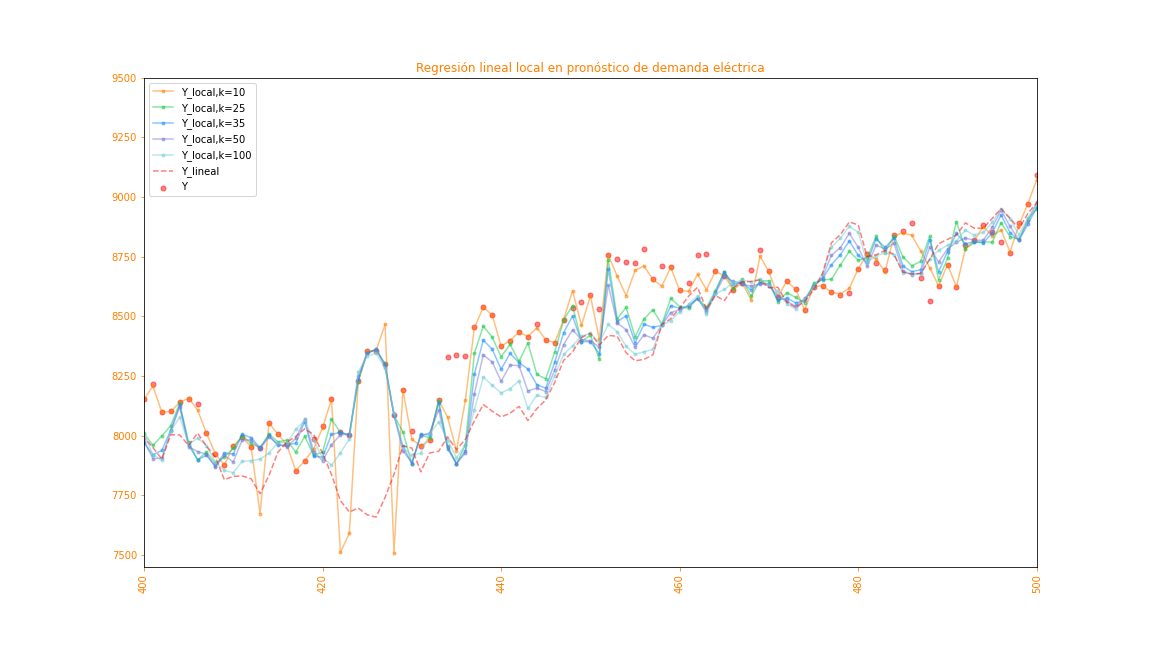 Regresión lineal local en pronóstico de demanda eléctrica
9500
9250
9000
8750
8500
8250
8000
7750
7500
Y_local,k=10
Y_local,k=25
Y_local,k=35
Y_local,k=50
Y_local,k=100
Y_lineal
Y
400
420
440
460
480
500